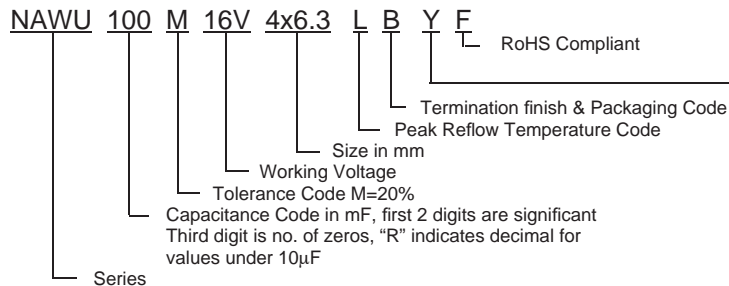 NAWU 100 M 16V 4x6.3 L B Y F
RoHS Compliant
Termination finish & Packaging Code
Peak Reflow Temperature Code
Size in mm
Working Voltage
Tolerance Code M=20%
Capacitance Code in mF, first 2 digits are significant
Third digit is no. of zeros, “R” indicates decimal for
values under 10μF
Series